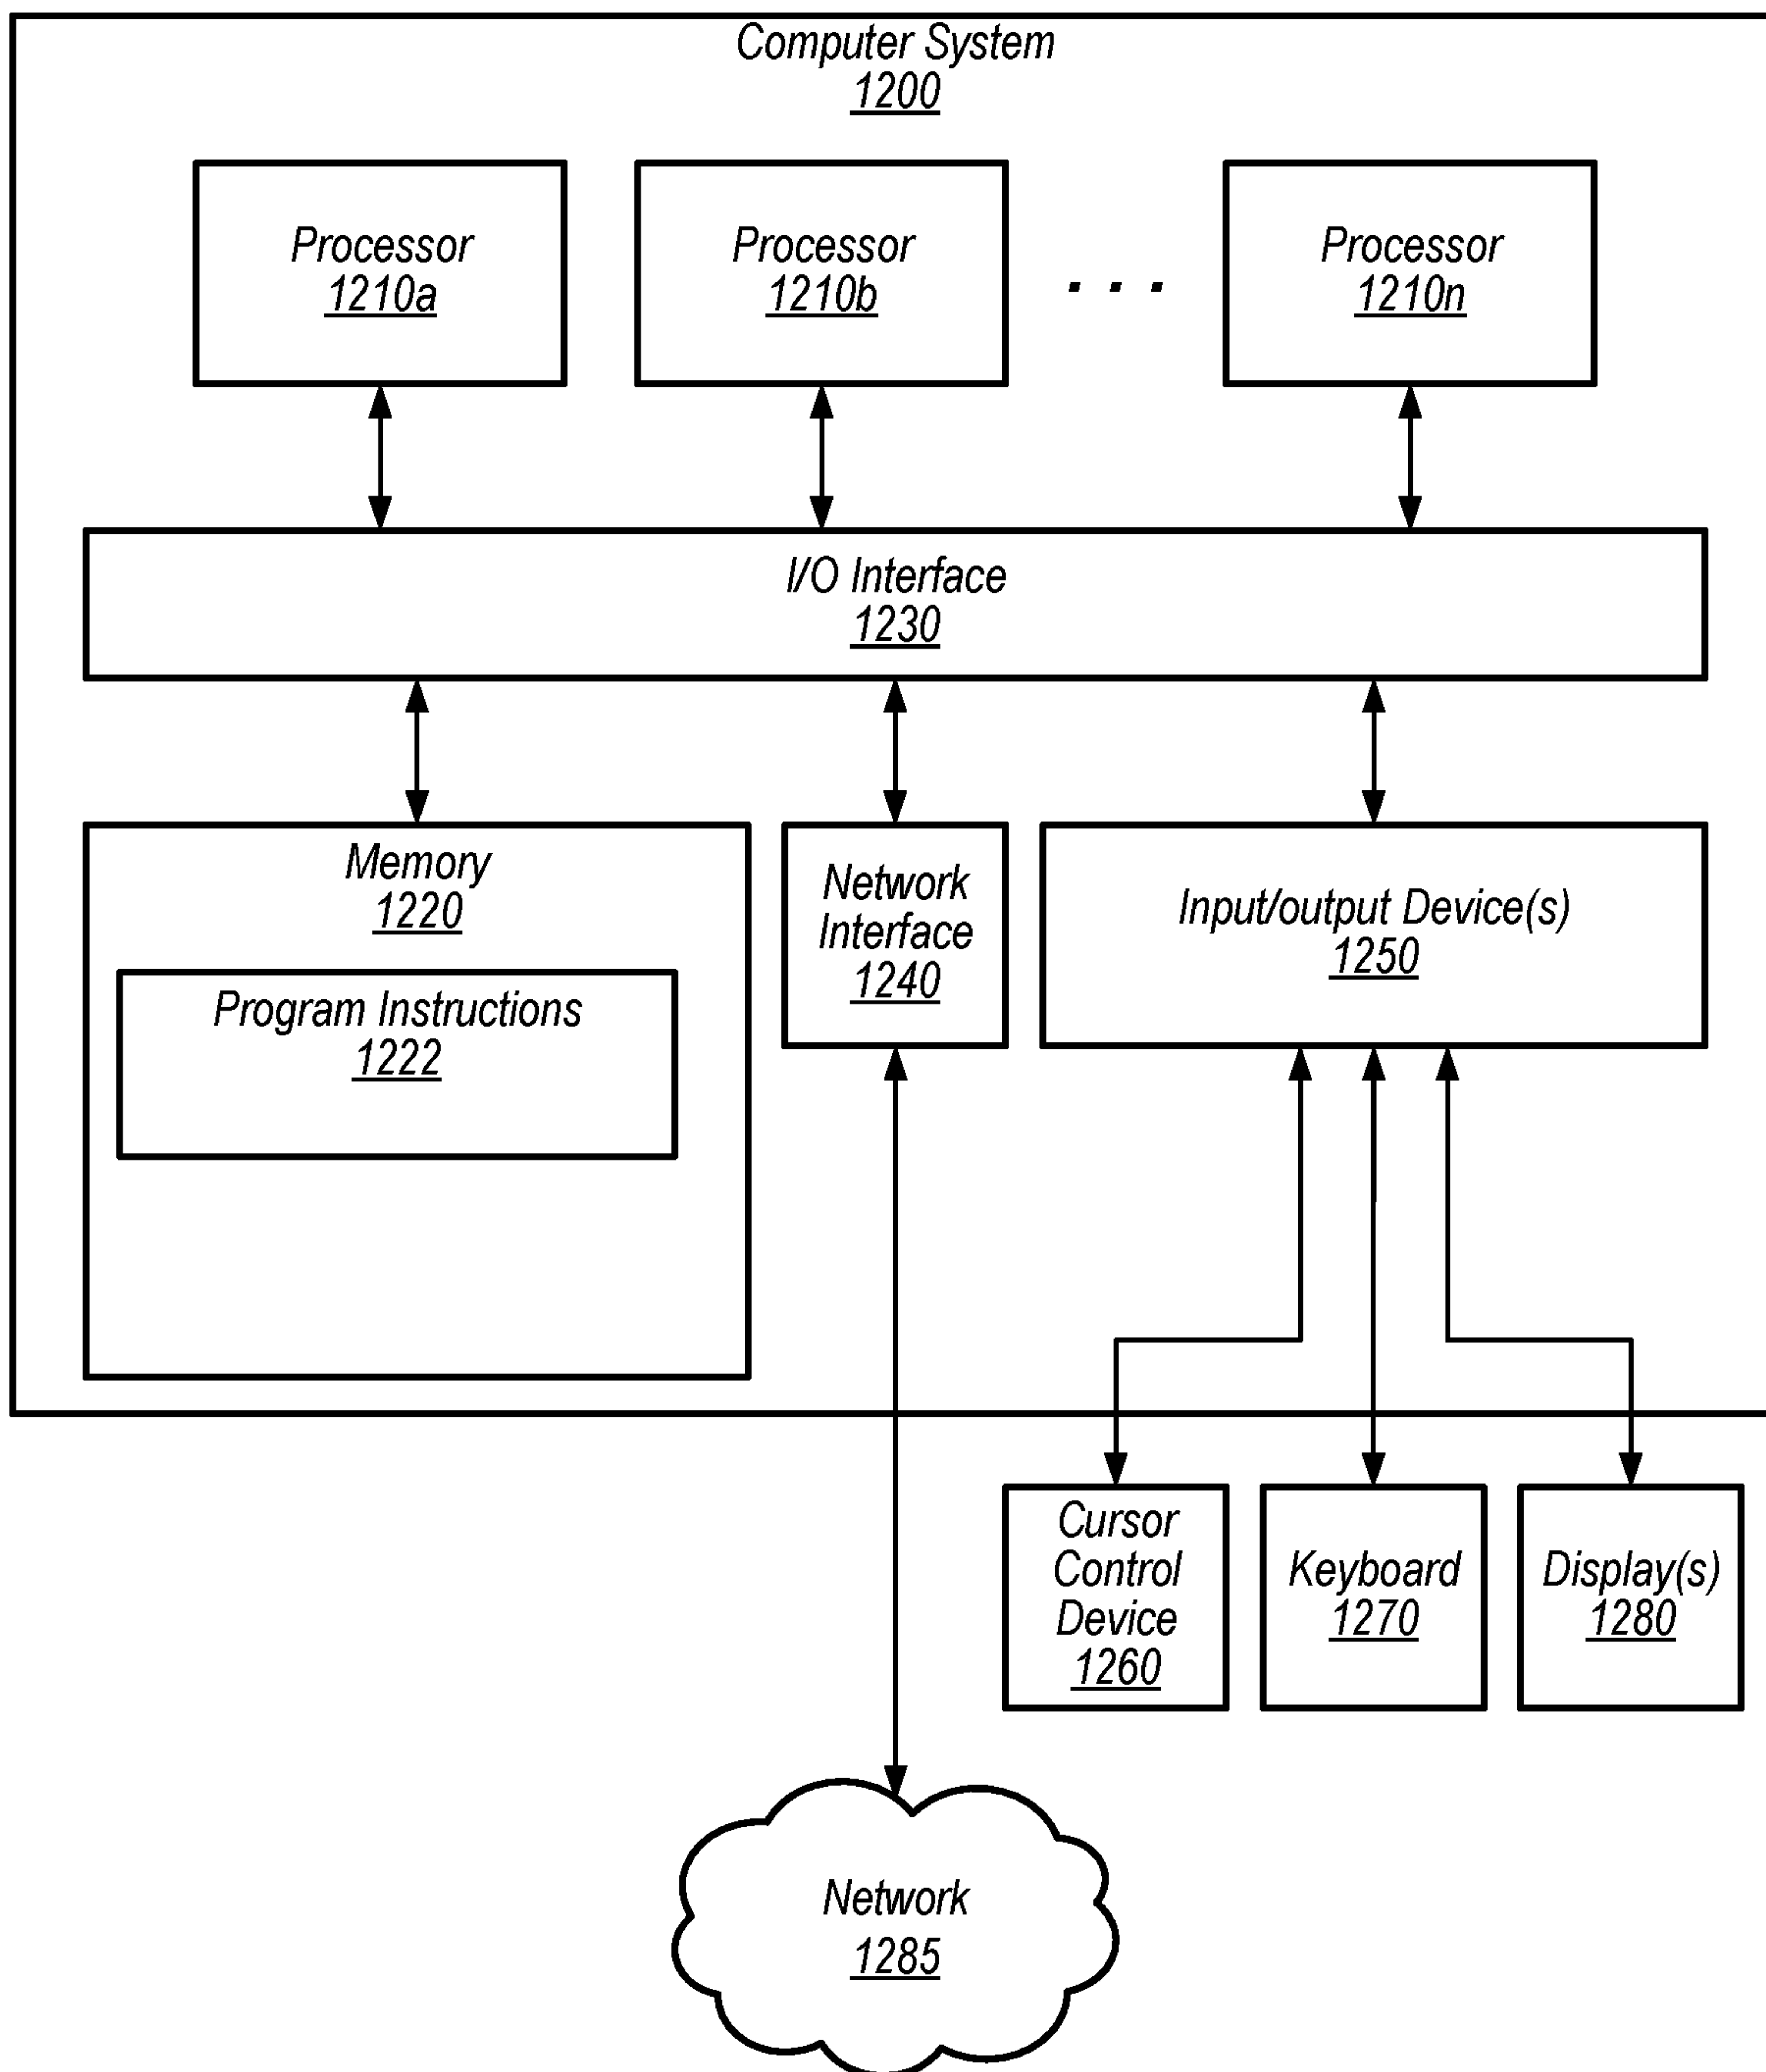 Computer System
1200
Processor
1210a
Processor
1210b
. . .
Processor
1210n
I/O Interface
1230
Memory
1220
Program Instructions
1222
Network
Interface
1240
Input/output Device(s)
1250
Cursor
Control
Device
1260
Keyboard
1270
Display(s)
1280
Network
1285